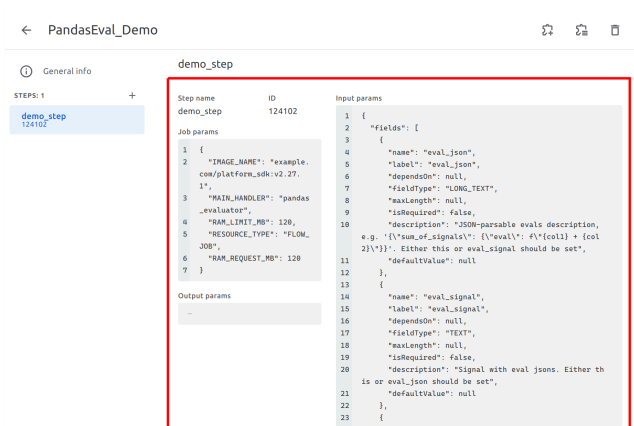 PandasEval_Demo
General info
STEPS: 1 +
demo_step
124102
demo_step
Step name
demo_step
ID
124102
Job params
1 {
2 "IMAGE_NAME": "example.
com/platform_sdk:v2.27.
1",
3 "MAIN_HANDLER": "pandas
_evaluator",
4 "RAM_LIMIT_MB": 120,
5 "RESOURCE_TYPE": "FLOW_
JOB",
6 "RAM_REQUEST_MB": 120
7 }
Output params
—
Input params
1 {
2 "fields": [
3 {
4 "name": "eval_json",
5 "label": "eval_json",
6 "dependsOn": null,
7 "fieldType": "LONG_TEXT",
8 "maxLength": null,
9 "isRequired": false,
10 "description": "JSON-parsable evals description,
e.g. '{\"sum_of_signals\": {\"eval\": f\"{col1} + {col
2}\"}}'. Either this or eval_signal should be set",
11 "defaultValue": null
12 },
13 {
14 "name": "eval_signal",
15 "label": "eval_signal",
16 "dependsOn": null,
17 "fieldType": "TEXT",
18 "maxLength": null,
19 "isRequired": false,
20 "description": "Signal with eval jsons. Either th
is or eval_json should be set",
21 "defaultValue": null
22 },
23 {